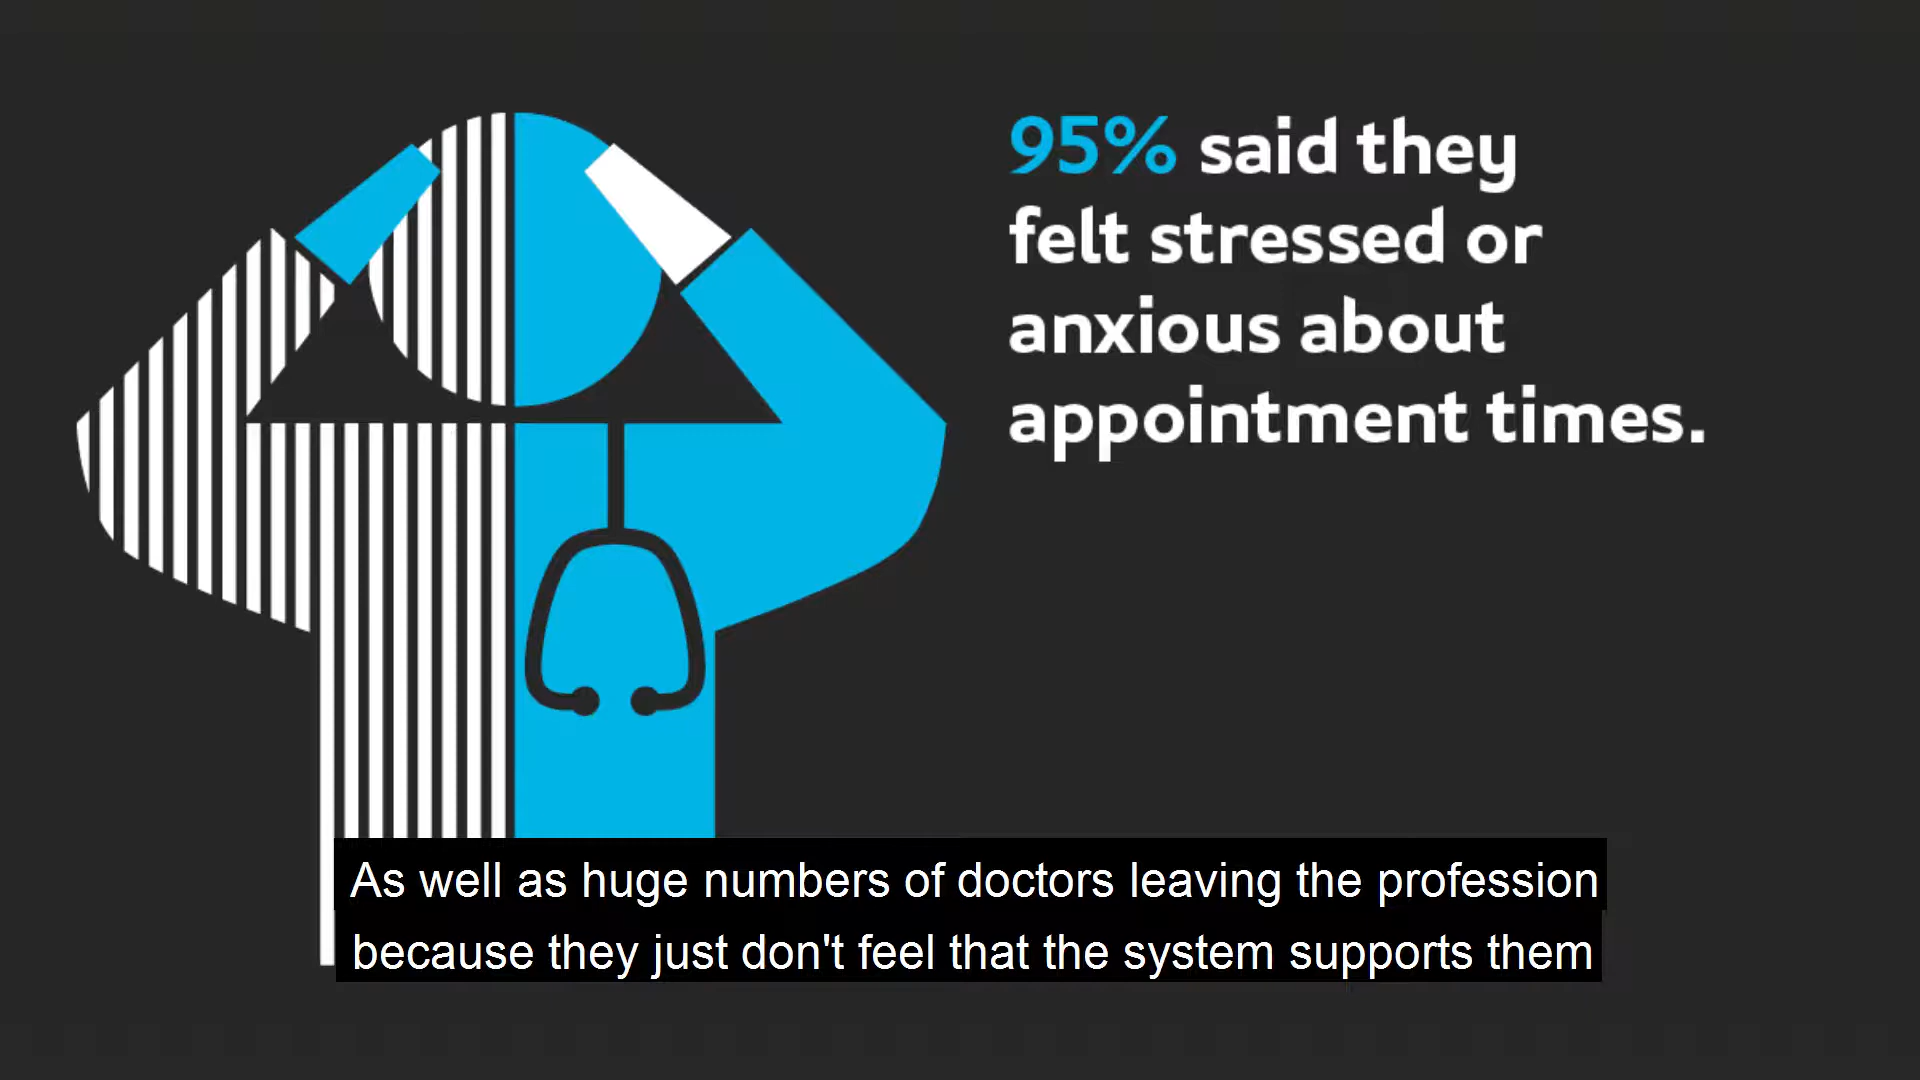 95% said they
felt stressed or
anxious about
appointment times.
As well as huge numbers of doctors leaving the profession
because they just don't feel that the system supports them